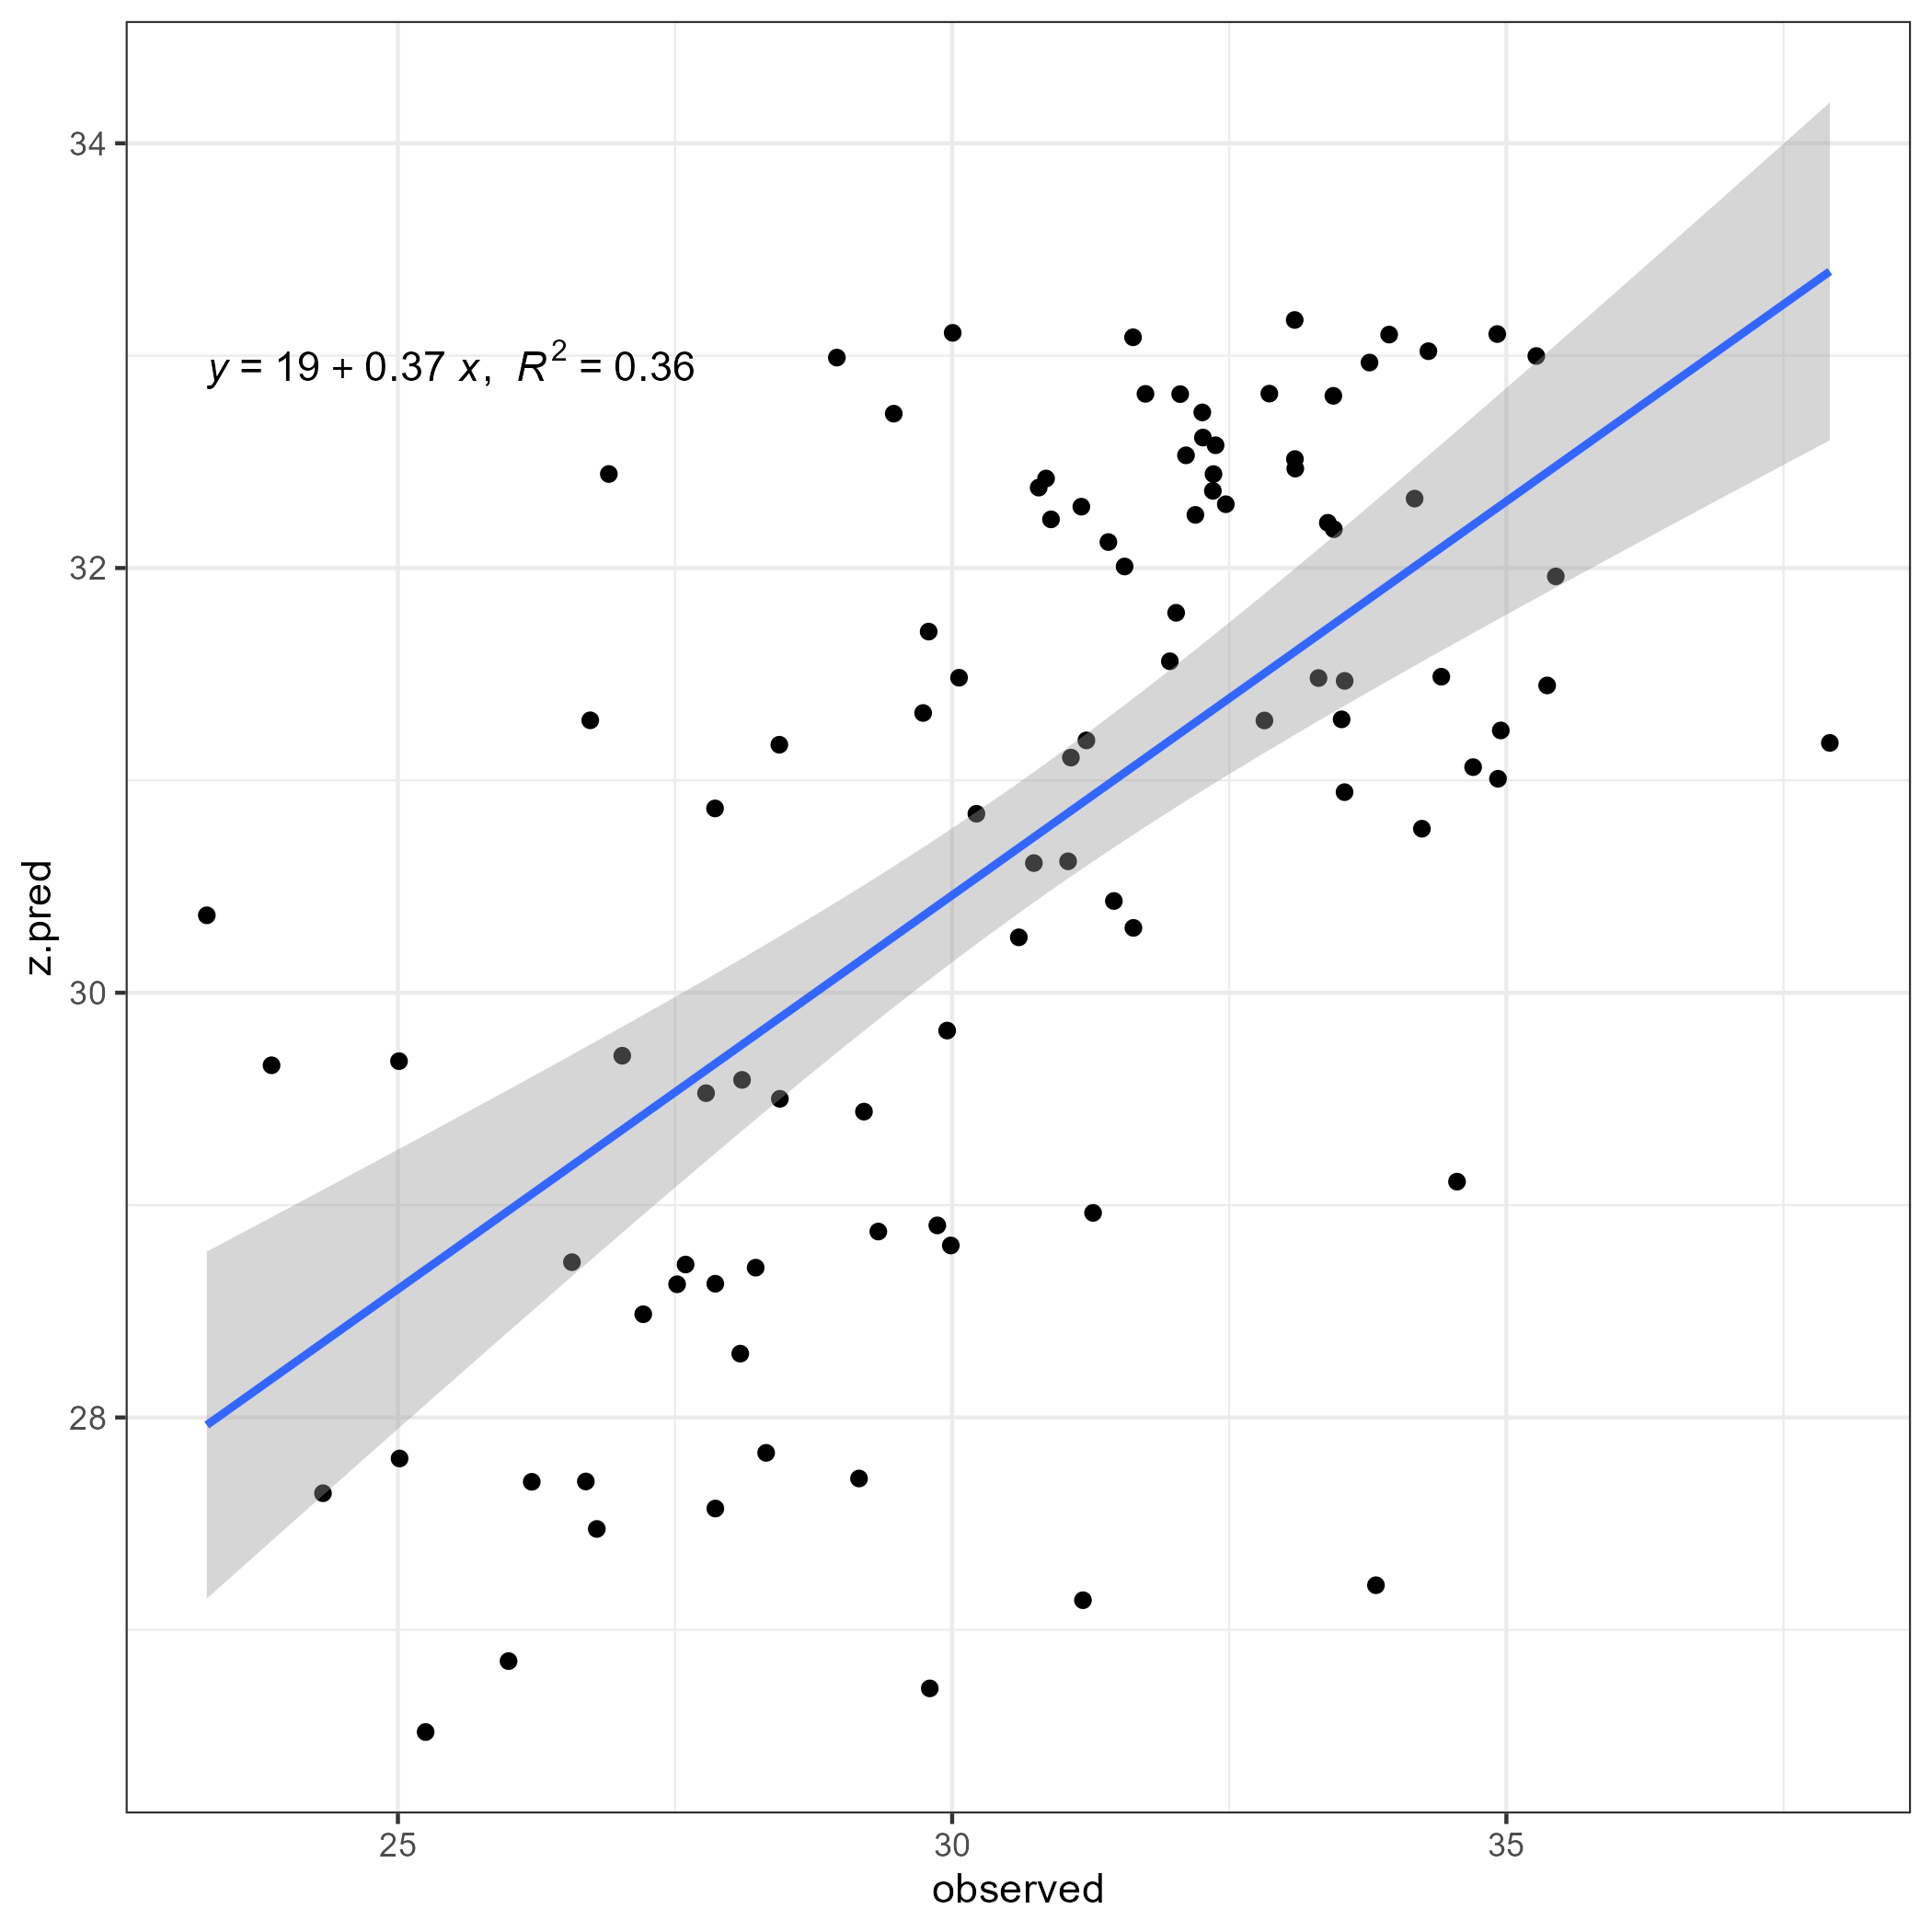 34
y = 19 + 0.37 x, R² = 0.36
32
z.pred
30
28
25 30 35
observed